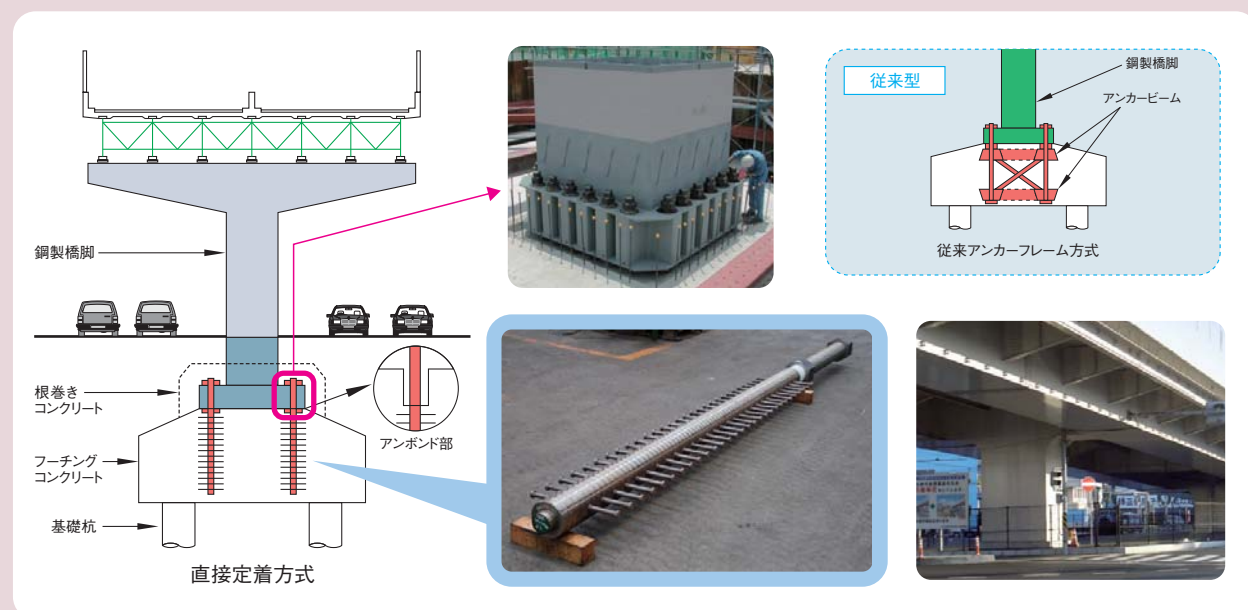 鋼製橋脚
根巻き
コンクリート
フーチング
コンクリート
基礎杭
アンボンド部
直接定着方式
従来型
鋼製橋脚
アンカービーム
従来アンカーフレーム方式